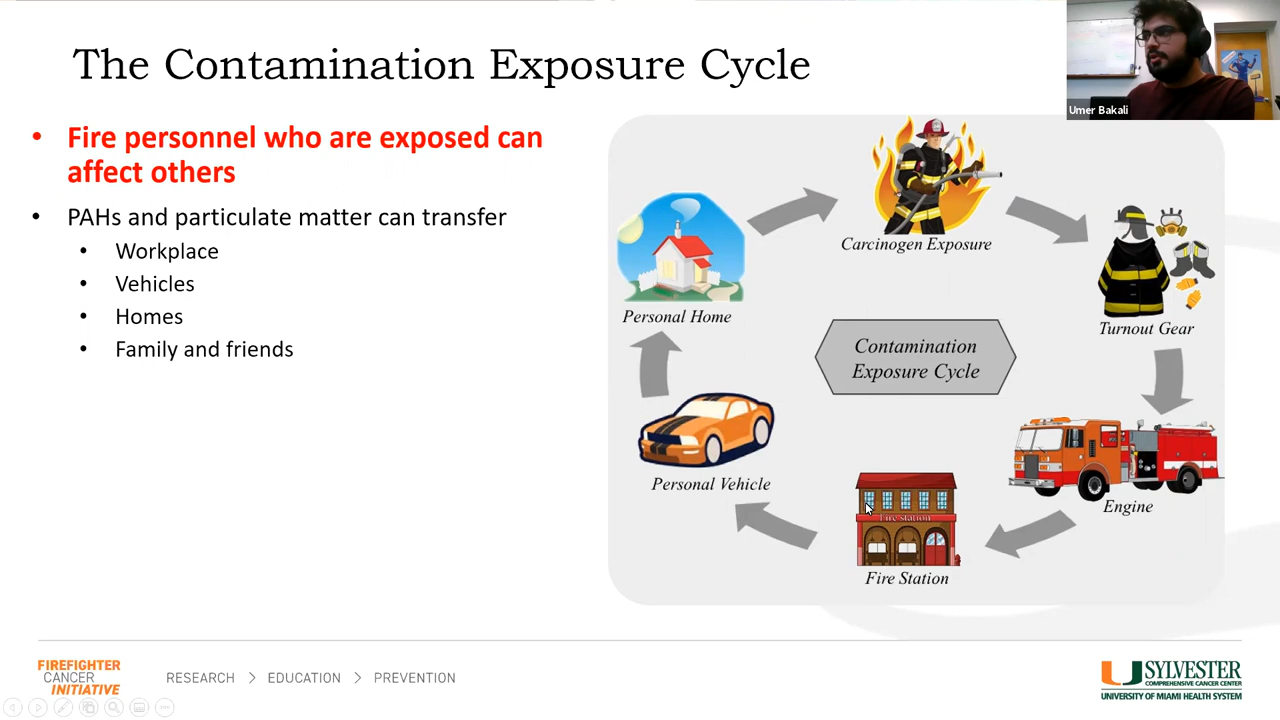 The Contamination Exposure Cycle
Umer Bakali
• Fire personnel who are exposed can
affect others
• PAHs and particulate matter can transfer
• Workplace
• Vehicles
• Homes
• Family and friends
Carcinogen Exposure
Turnout Gear
Engine
Fire station
Fire Station
Personal Vehicle
Personal Home
Contamination
Exposure Cycle
FIREFIGHTER
CANCER
INITIATIVE
RESEARCH > EDUCATION > PREVENTION
SYLVESTER
COMPREHENSIVE CANCER CENTER
UNIVERSITY OF MIAMI HEALTH SYSTEM